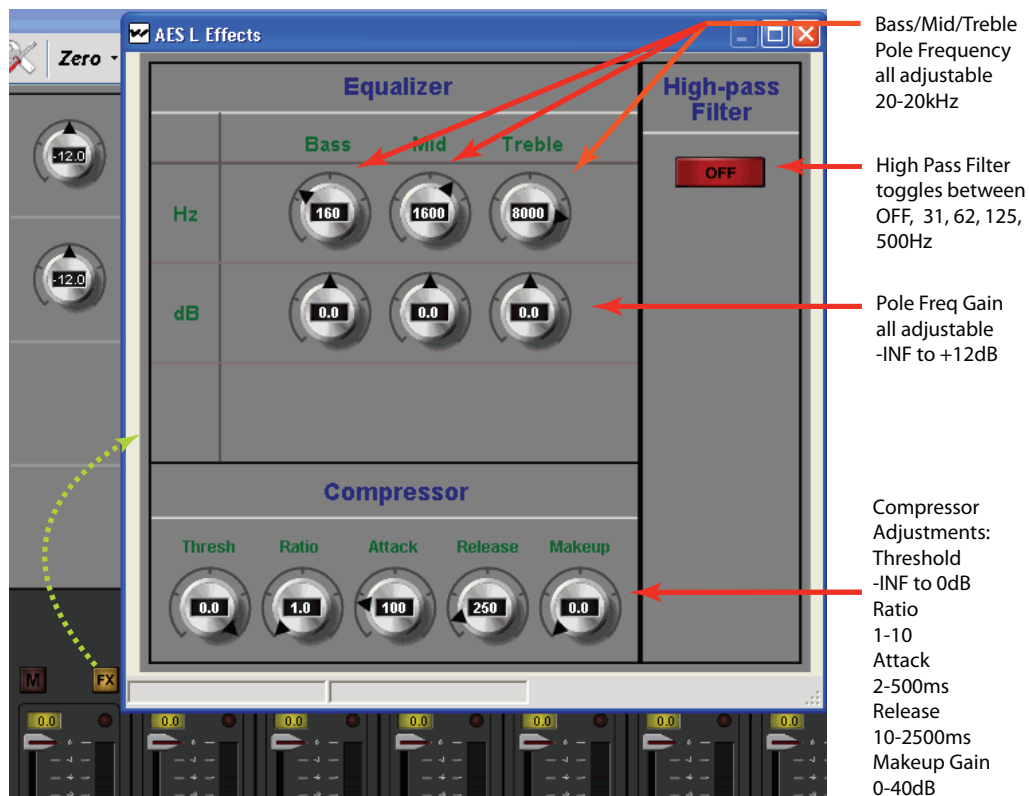 AES L Effects
Zero
Bass/Mid/Treble
Pole Frequency
all adjustable
20-20kHz
Equalizer
High-pass
Filter
Bass Mid Treble
OFF
High Pass Filter
toggles between
OFF, 31, 62, 125,
500Hz
-12.0
Hz 160 1600 8000
-12.0
dB 0.0 0.0 0.0
Pole Freq Gain
all adjustable
-INF to +12dB
Compressor
Thresh Ratio Attack Release Makeup
0.0 1.0 100 250 0.0
Compressor
Adjustments:
Threshold
-INF to 0dB
Ratio
1-10
Attack
2-500ms
Release
10-2500ms
Makeup Gain
0-40dB
M FX
0.0 0.0 0.0 0.0 0.0 0.0 0.0